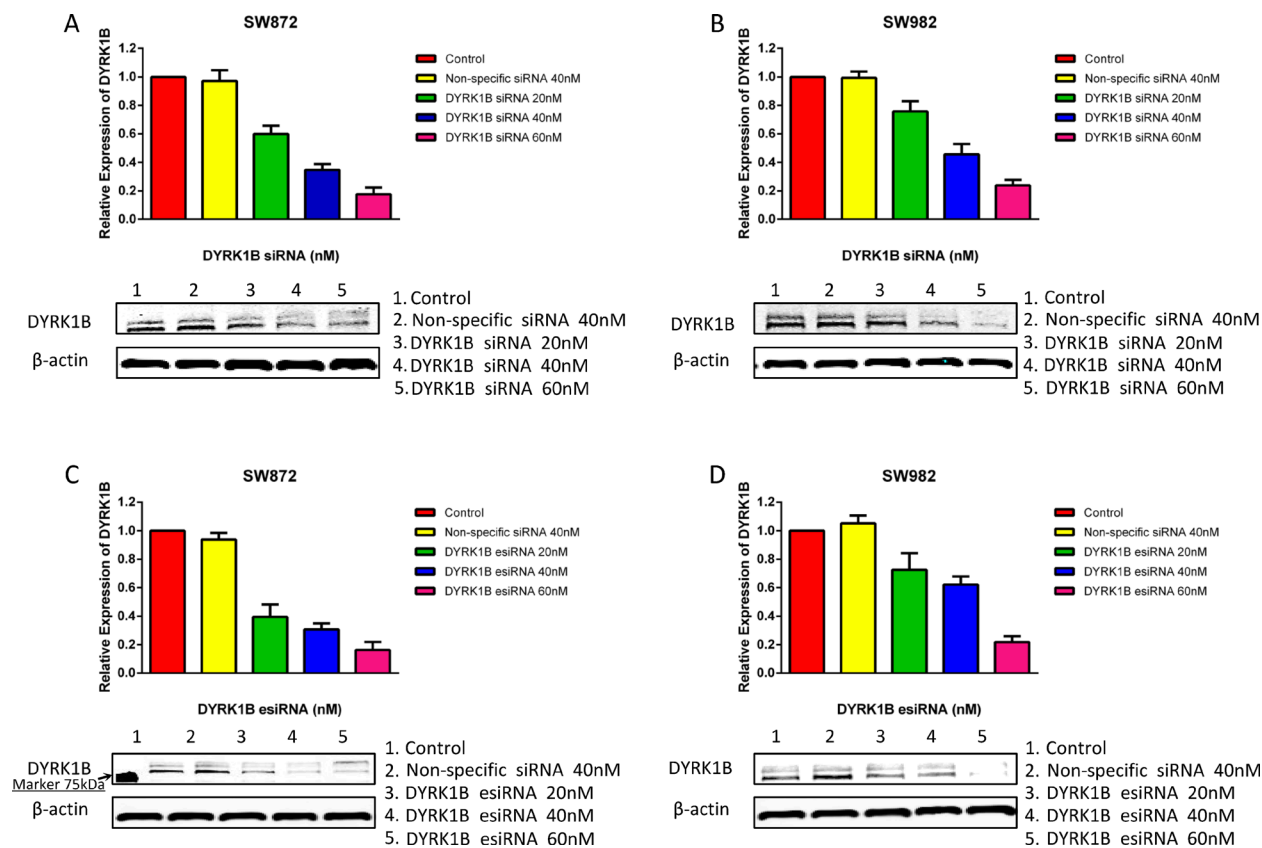 A
SW872
Relative Expression of DYRK1B
1.2
1.0
0.8
0.6
0.4
0.2
0.0
Control
Non-specific siRNA 40nM
DYRK1B siRNA 20nM
DYRK1B siRNA 40nM
DYRK1B siRNA 60nM
DYRK1B siRNA (nM)
1 2 3 4 5
DYRK1B
β-actin
1. Control
2. Non-specific siRNA 40nM
3. DYRK1B siRNA 20nM
4. DYRK1B siRNA 40nM
5. DYRK1B siRNA 60nM
B
SW982
Relative Expression of DYRK1B
1.2
1.0
0.8
0.6
0.4
0.2
0.0
Control
Non-specific siRNA 40nM
DYRK1B siRNA 20nM
DYRK1B siRNA 40nM
DYRK1B siRNA 60nM
DYRK1B siRNA (nM)
1 2 3 4 5
DYRK1B
β-actin
1. Control
2. Non-specific siRNA 40nM
3. DYRK1B siRNA 20nM
4. DYRK1B siRNA 40nM
5. DYRK1B siRNA 60nM
C
SW872
Relative Expression of DYRK1B
1.2
1.0
0.8
0.6
0.4
0.2
0.0
Control
Non-specific siRNA 40nM
DYRK1B esiRNA 20nM
DYRK1B esiRNA 40nM
DYRK1B esiRNA 60nM
DYRK1B esiRNA (nM)
1 2 3 4 5
DYRK1B
Marker 75kDa
β-actin
1. Control
2. Non-specific siRNA 40nM
3. DYRK1B esiRNA 20nM
4. DYRK1B esiRNA 40nM
5. DYRK1B esiRNA 60nM
D
SW982
Relative Expression of DYRK1B
1.2
1.0
0.8
0.6
0.4
0.2
0.0
Control
Non-specific siRNA 40nM
DYRK1B esiRNA 20nM
DYRK1B esiRNA 40nM
DYRK1B esiRNA 60nM
DYRK1B esiRNA (nM)
1 2 3 4 5
DYRK1B
β-actin
1. Control
2. Non-specific siRNA 40nM
3. DYRK1B esiRNA 20nM
4. DYRK1B esiRNA 40nM
5. DYRK1B esiRNA 60nM